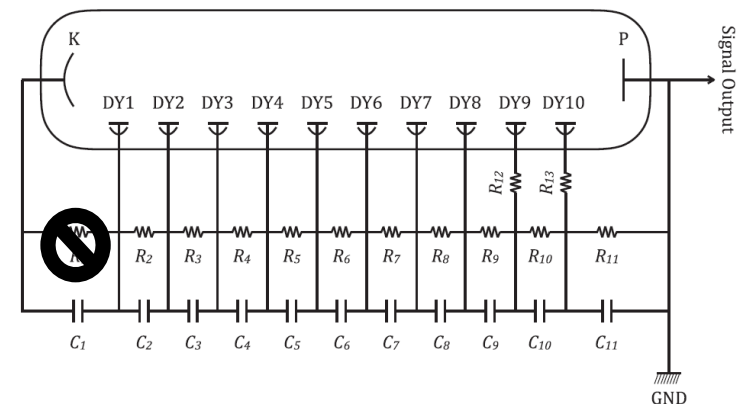 K
P
Signal Output
DY1 DY2 DY3 DY4 DY5 DY6 DY7 DY8 DY9 DY10
R12 R13
R2 R3 R4 R5 R6 R7 R8 R9 R10 R11
C1 C2 C3 C4 C5 C6 C7 C8 C9 C10 C11
GND